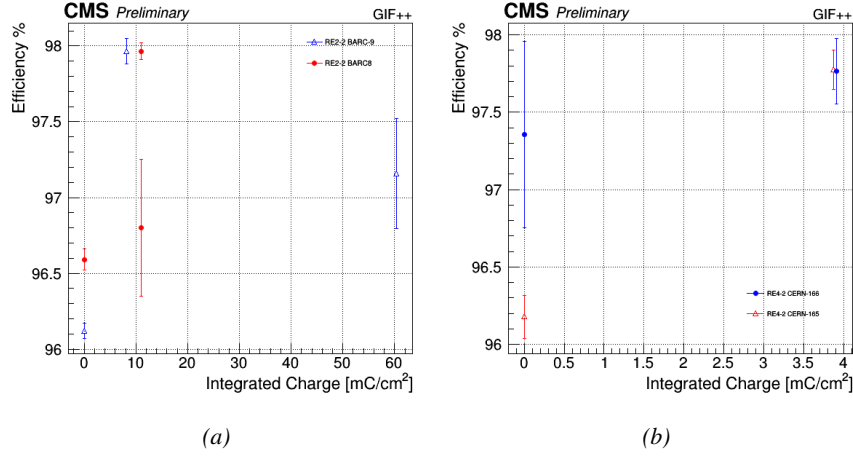 CMS Preliminary GIF++
Efficiency %
98
97.5
97
96.5
96
RE2-2 BARC-9
RE2-2 BARC8
0 10 20 30 40 50 60
Integrated Charge [mC/cm²]
(a)
CMS Preliminary GIF++
Efficiency %
98
97.5
97
96.5
96
RE4-2 CERN-166
RE4-2 CERN-165
0 0.5 1 1.5 2 2.5 3 3.5 4
Integrated Charge [mC/cm²]
(b)